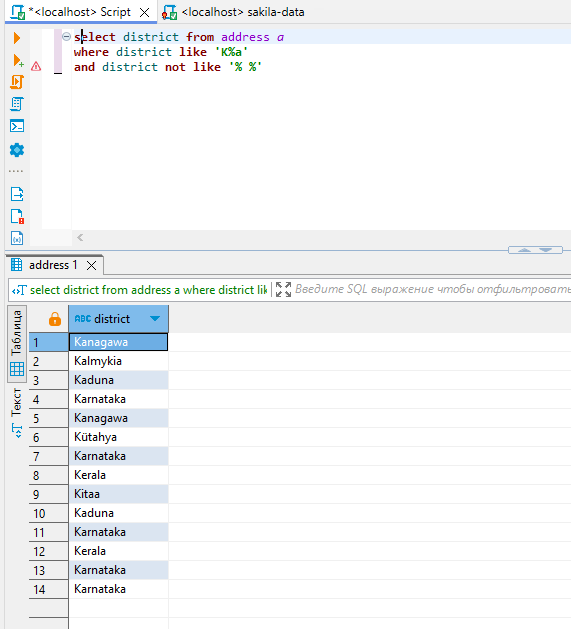 *<localhost> Script
<localhost> sakila-data
select district from address a
where district like 'K%a'
and district not like '% %'
address 1
select district from address a where district lik
Введите SQL выражение чтобы отфильтровать
Таблица
Текст
ABC district
1 Kanagawa
2 Kalmykia
3 Kaduna
4 Karnataka
5 Kanagawa
6 Kütahya
7 Karnataka
8 Kerala
9 Kitaa
10 Kaduna
11 Karnataka
12 Kerala
13 Karnataka
14 Karnataka